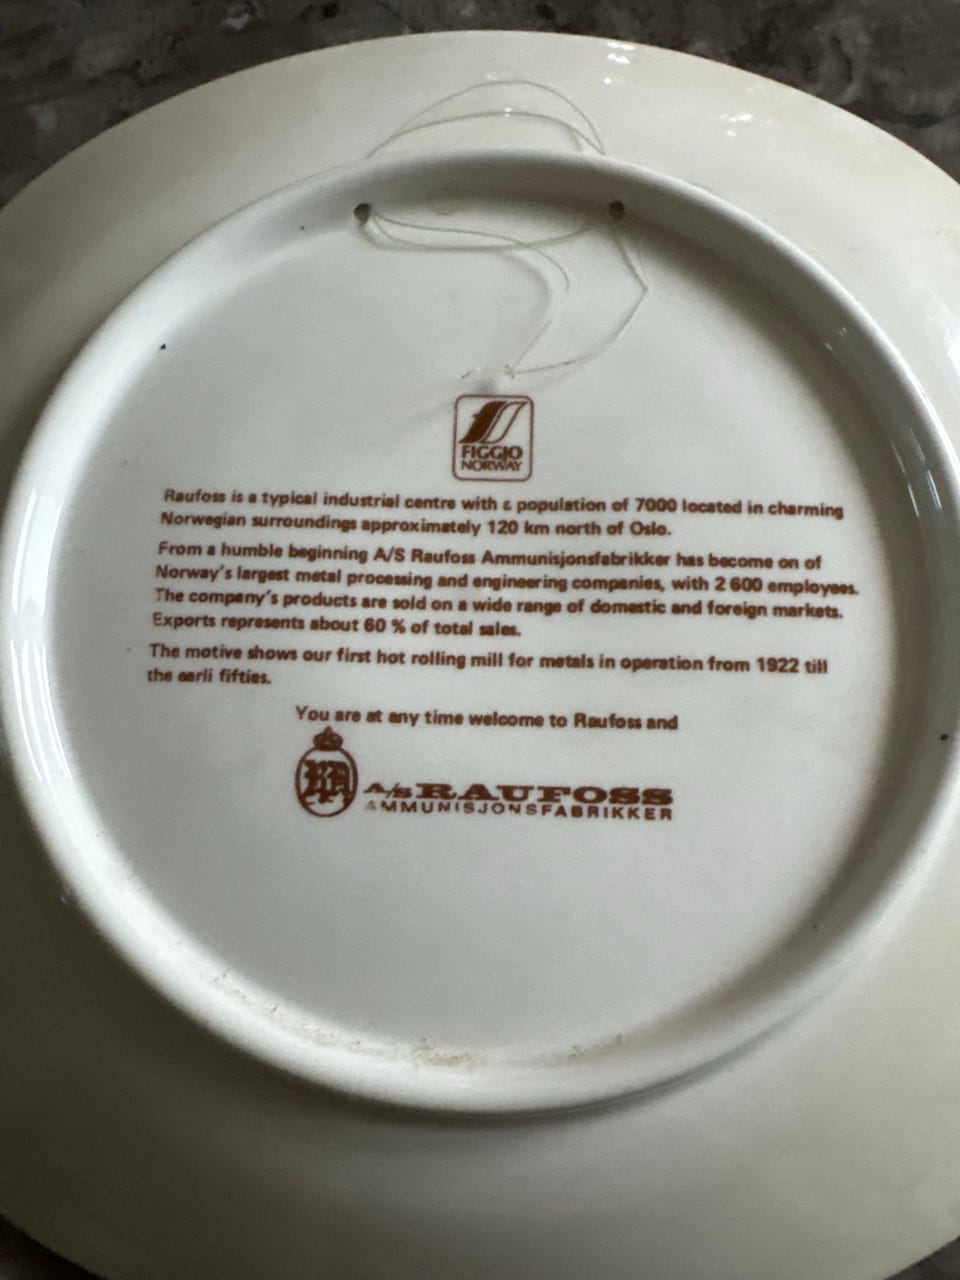 FIGGJO
NORWAY
Raufoss is a typical industrial centre with a population of 7000 located in charming
Norwegian surroundings approximately 120 km north of Oslo.
From a humble beginning A/S Raufoss Ammunisjonsfabrikker has become on of
Norway's largest metal processing and engineering companies, with 2 600 employees.
The company's products are sold on a wide range of domestic and foreign markets.
Exports represents about 60 % of total sales.
The motive shows our first hot rolling mill for metals in operation from 1922 till
the earli fifties.
You are at any time welcome to Raufoss and
RA A/S RAUFOSS
AMMUNISJONSFABRIKKER